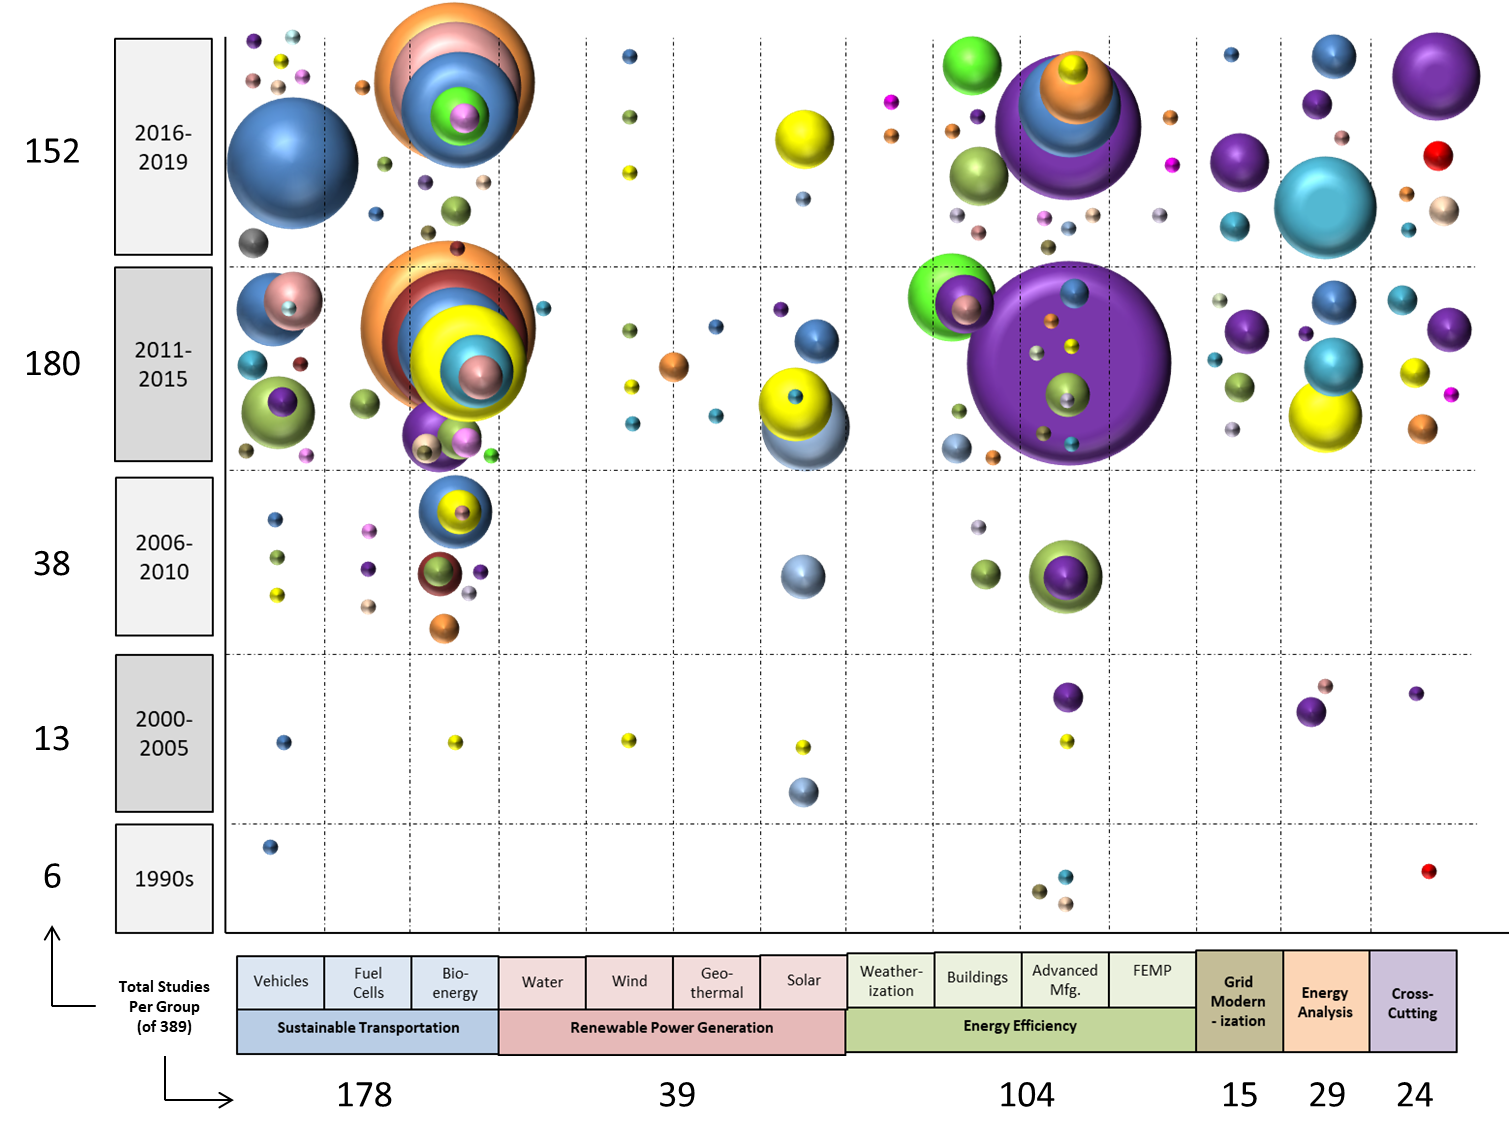 152
2016-
2019
180
2011-
2015
38
2006-
2010
13
2000-
2005
6
1990s
Total Studies
Per Group
(of 389)
Vehicles
Fuel
Cells
Bio-
energy
Water
Wind
Geo-
thermal
Solar
Weather-
ization
Buildings
Advanced
Mfg.
FEMP
Sustainable Transportation
Renewable Power Generation
Energy Efficiency
Grid
Modern
- ization
Energy
Analysis
Cross-
Cutting
178
39
104
15
29
24